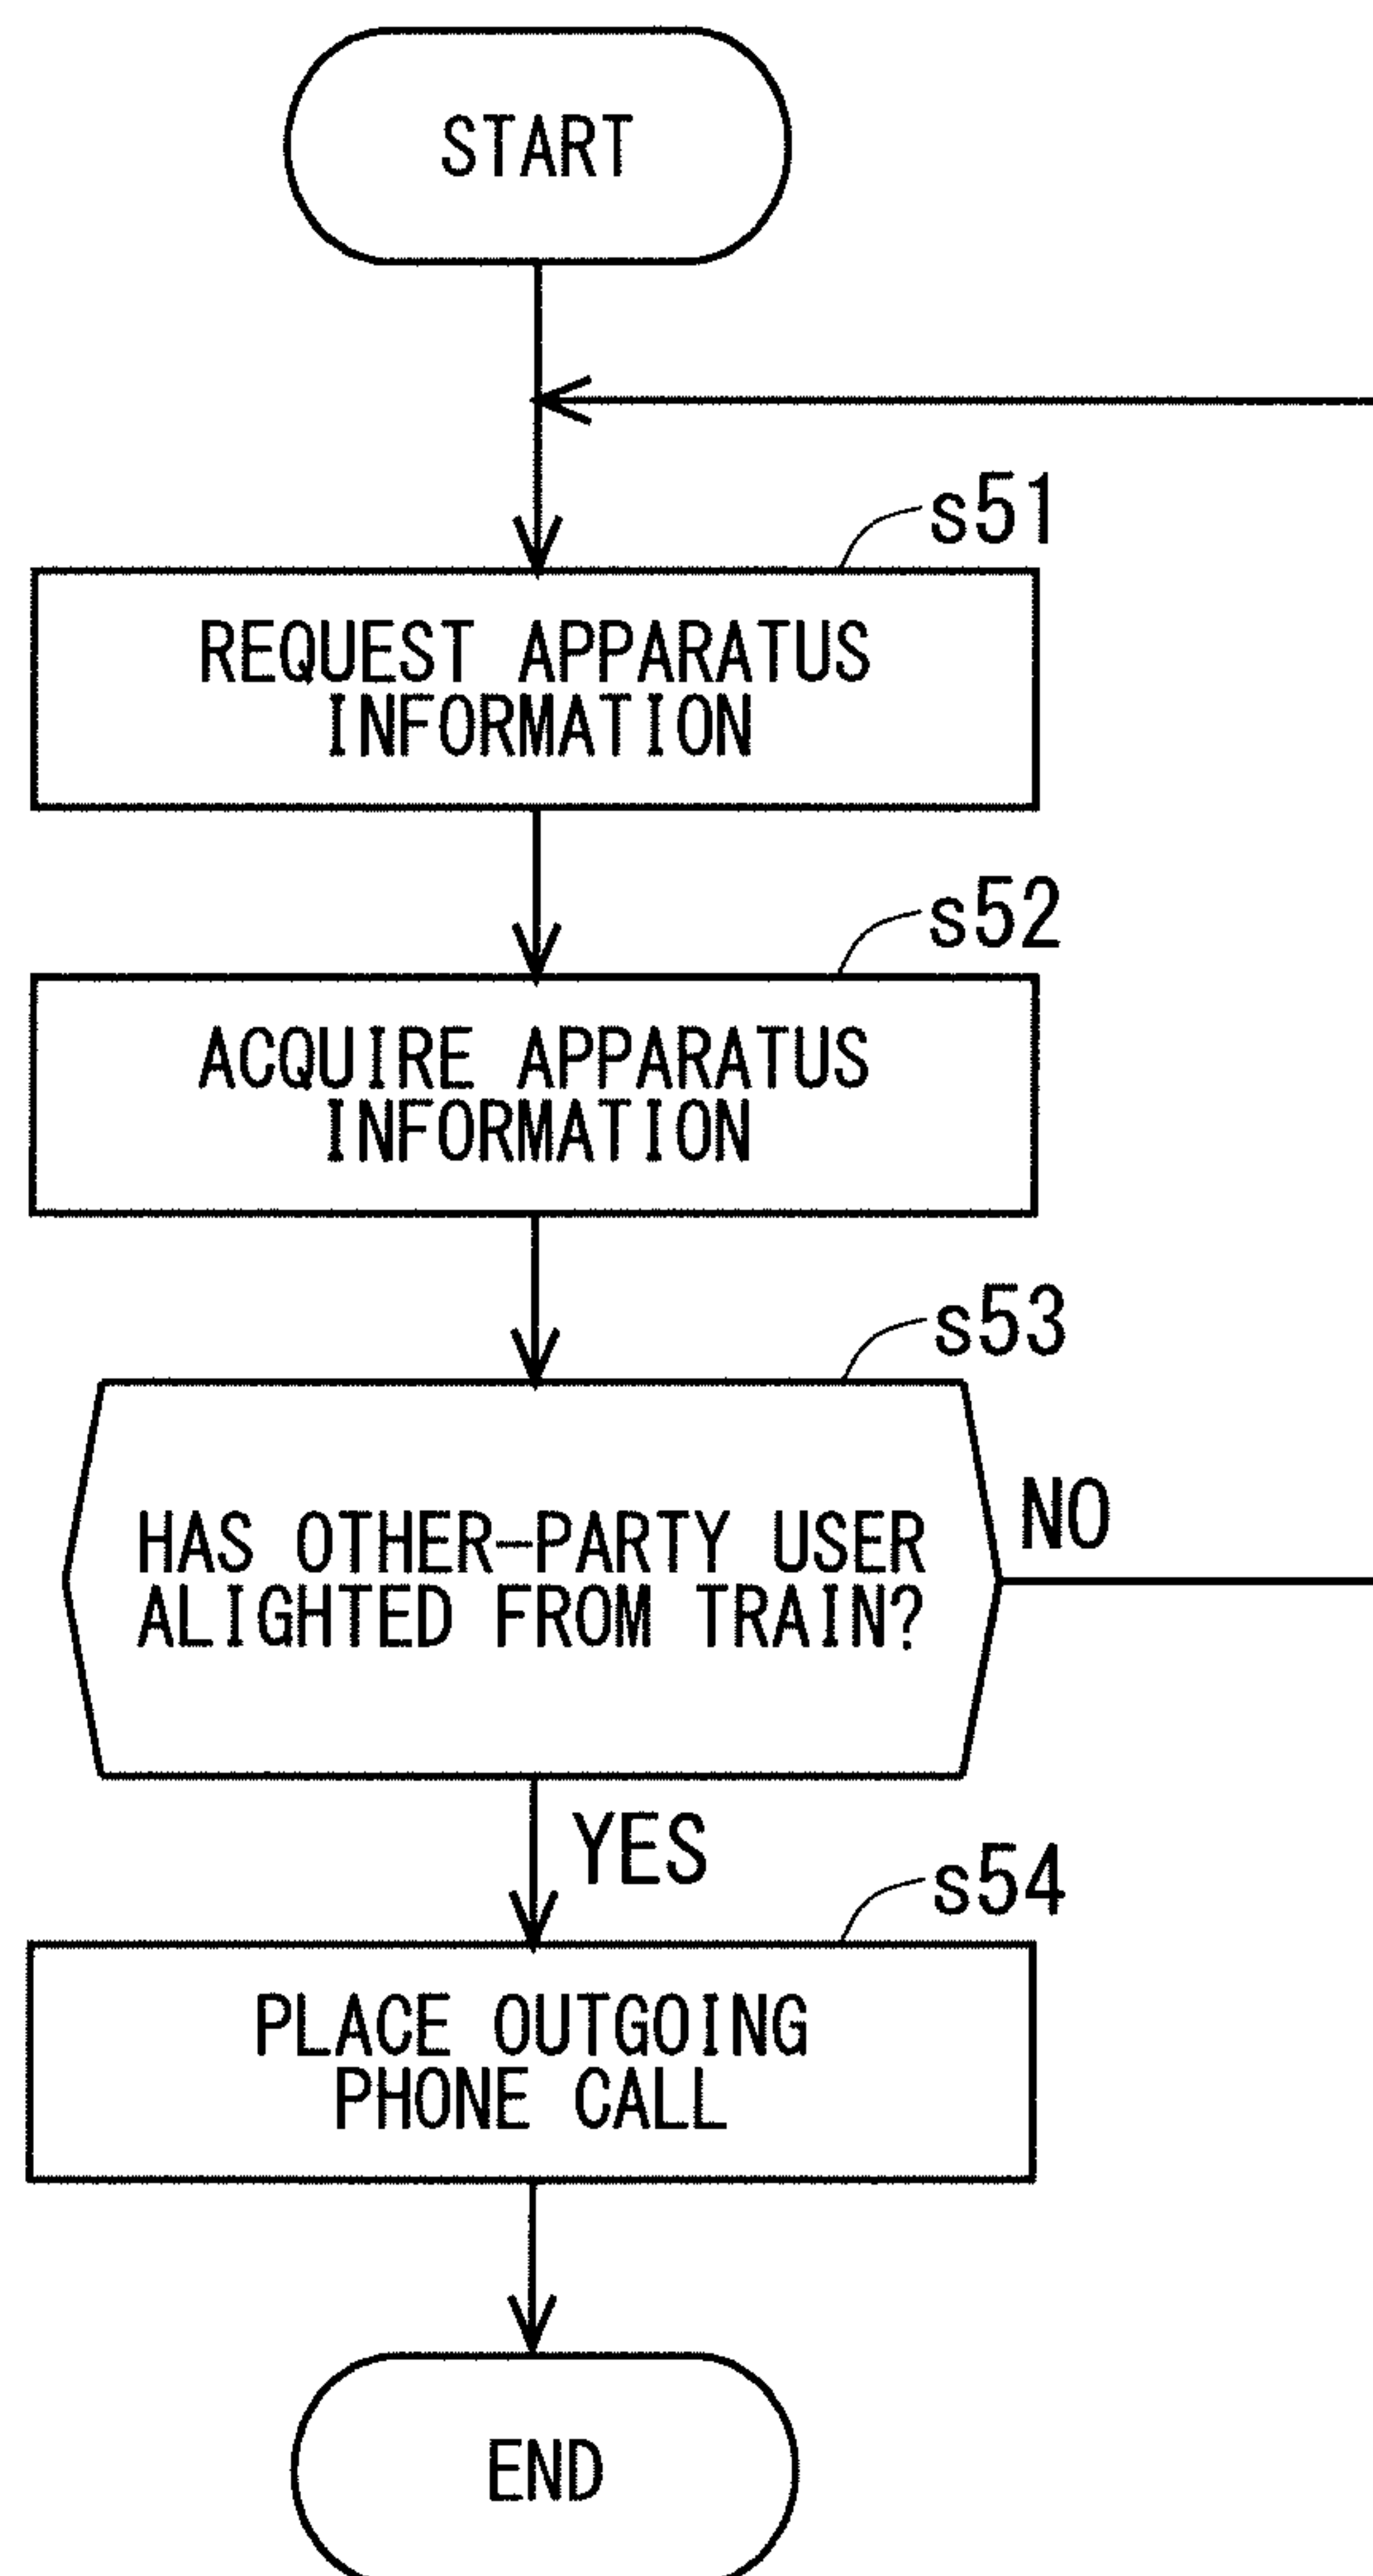 START
s51
REQUEST APPARATUS
INFORMATION
s52
ACQUIRE APPARATUS
INFORMATION
s53
HAS OTHER-PARTY USER
ALIGHTED FROM TRAIN?
NO
YES
s54
PLACE OUTGOING
PHONE CALL
END